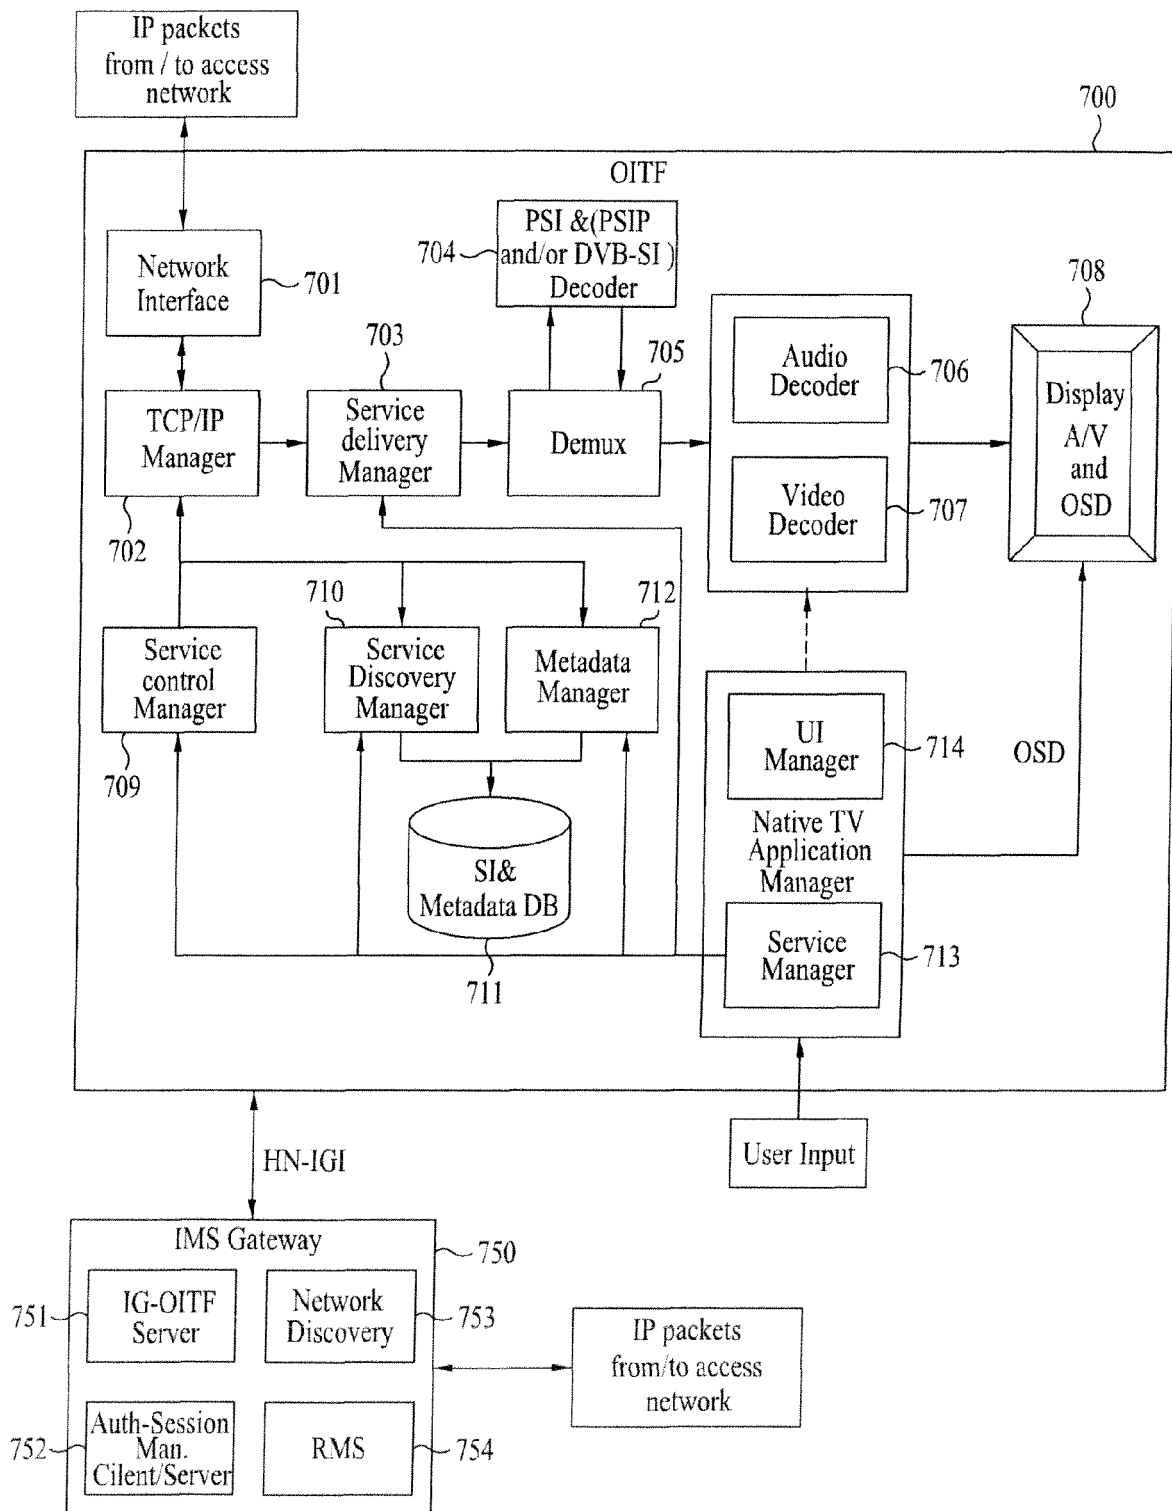 IP packets
from / to access
network
700
OITF
PSI &(PSIP
and/or DVB-SI )
Decoder
704
Network
Interface
701
708
703
705
Audio
Decoder
706
TCP/IP
Manager
Service
delivery
Manager
Demux
Display
A/V
and
OSD
Video
Decoder
707
702
710
712
Service
control
Manager
Service
Discovery
Manager
Metadata
Manager
709
UI
Manager
714
OSD
Native TV
Application
Manager
SI&
Metadata DB
711
Service
Manager
713
User Input
HN-IGI
IMS Gateway
750
751
IG-OITF
Server
Network
Discovery
753
IP packets
from/to access
network
752
Auth-Session
Man.
Cilent/Server
RMS
754